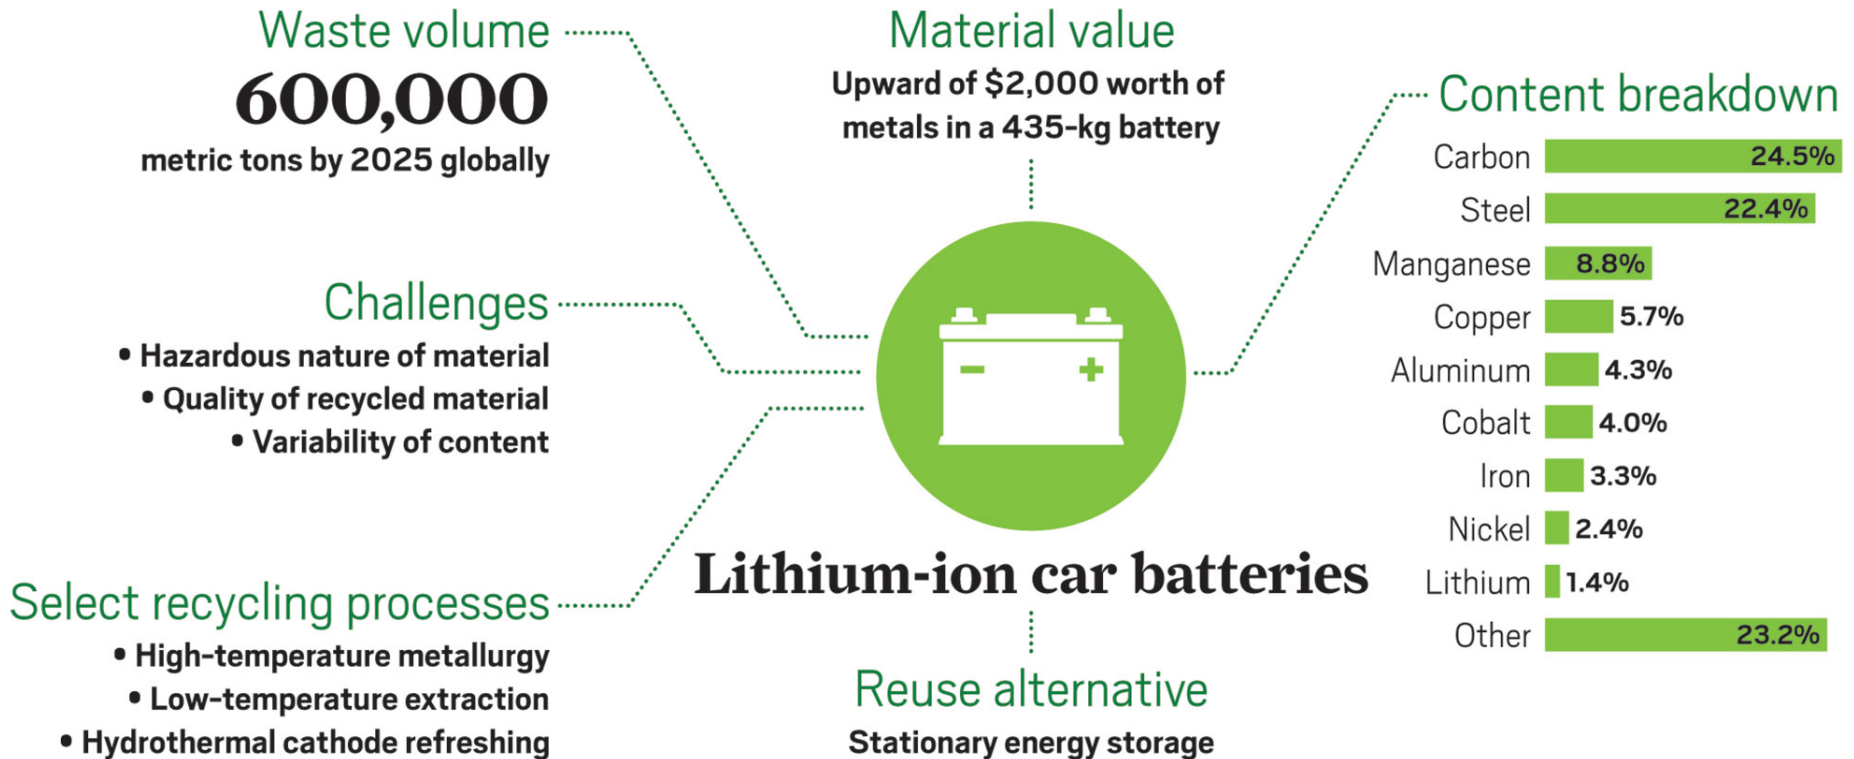 Waste volume
600,000
metric tons by 2025 globally
Challenges
• Hazardous nature of material
• Quality of recycled material
• Variability of content
Select recycling processes
• High-temperature metallurgy
• Low-temperature extraction
• Hydrothermal cathode refreshing
Material value
Upward of $2,000 worth of
metals in a 435-kg battery
Lithium-ion car batteries
Reuse alternative
Stationary energy storage
Content breakdown
Carbon 24.5%
Steel 22.4%
Manganese 8.8%
Copper 5.7%
Aluminum 4.3%
Cobalt 4.0%
Iron 3.3%
Nickel 2.4%
Lithium 1.4%
Other 23.2%